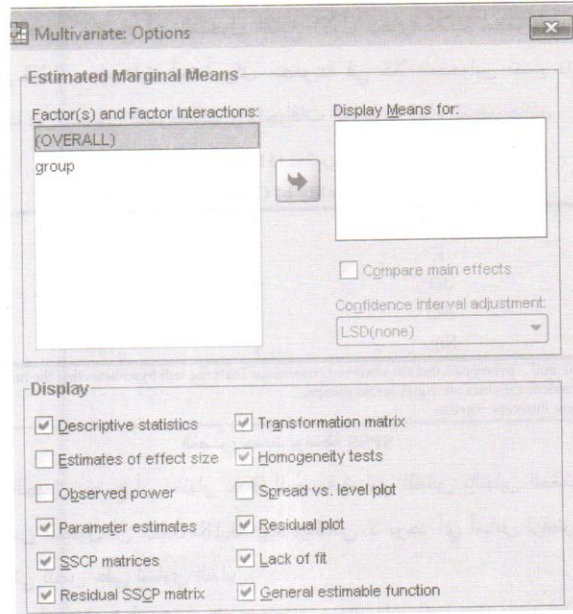 Multivariate: Options
Estimated Marginal Means
Factor(s) and Factor Interactions:
(OVERALL)
group
Display Means for:
Compare main effects
Confidence interval adjustment:
LSD(none)
Display
Descriptive statistics
Estimates of effect size
Observed power
Parameter estimates
SSCP matrices
Residual SSCP matrix
Transformation matrix
Homogeneity tests
Spread vs. level plot
Residual plot
Lack of fit
General estimable function